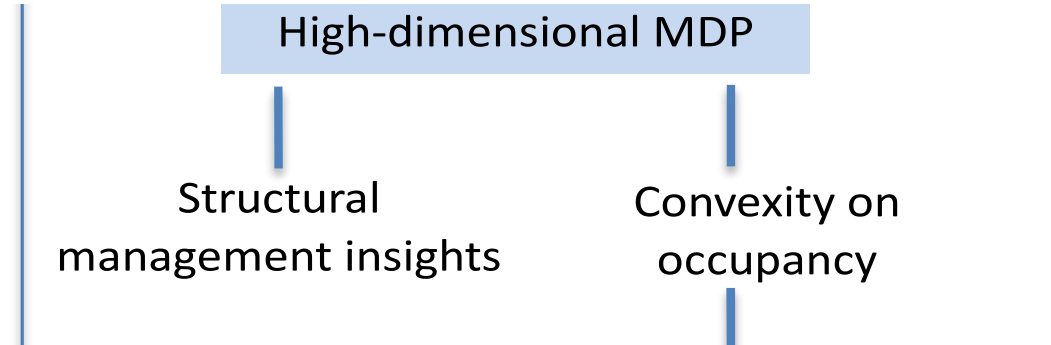 High-dimensional MDP
Structural
management insights
Convexity on
occupancy